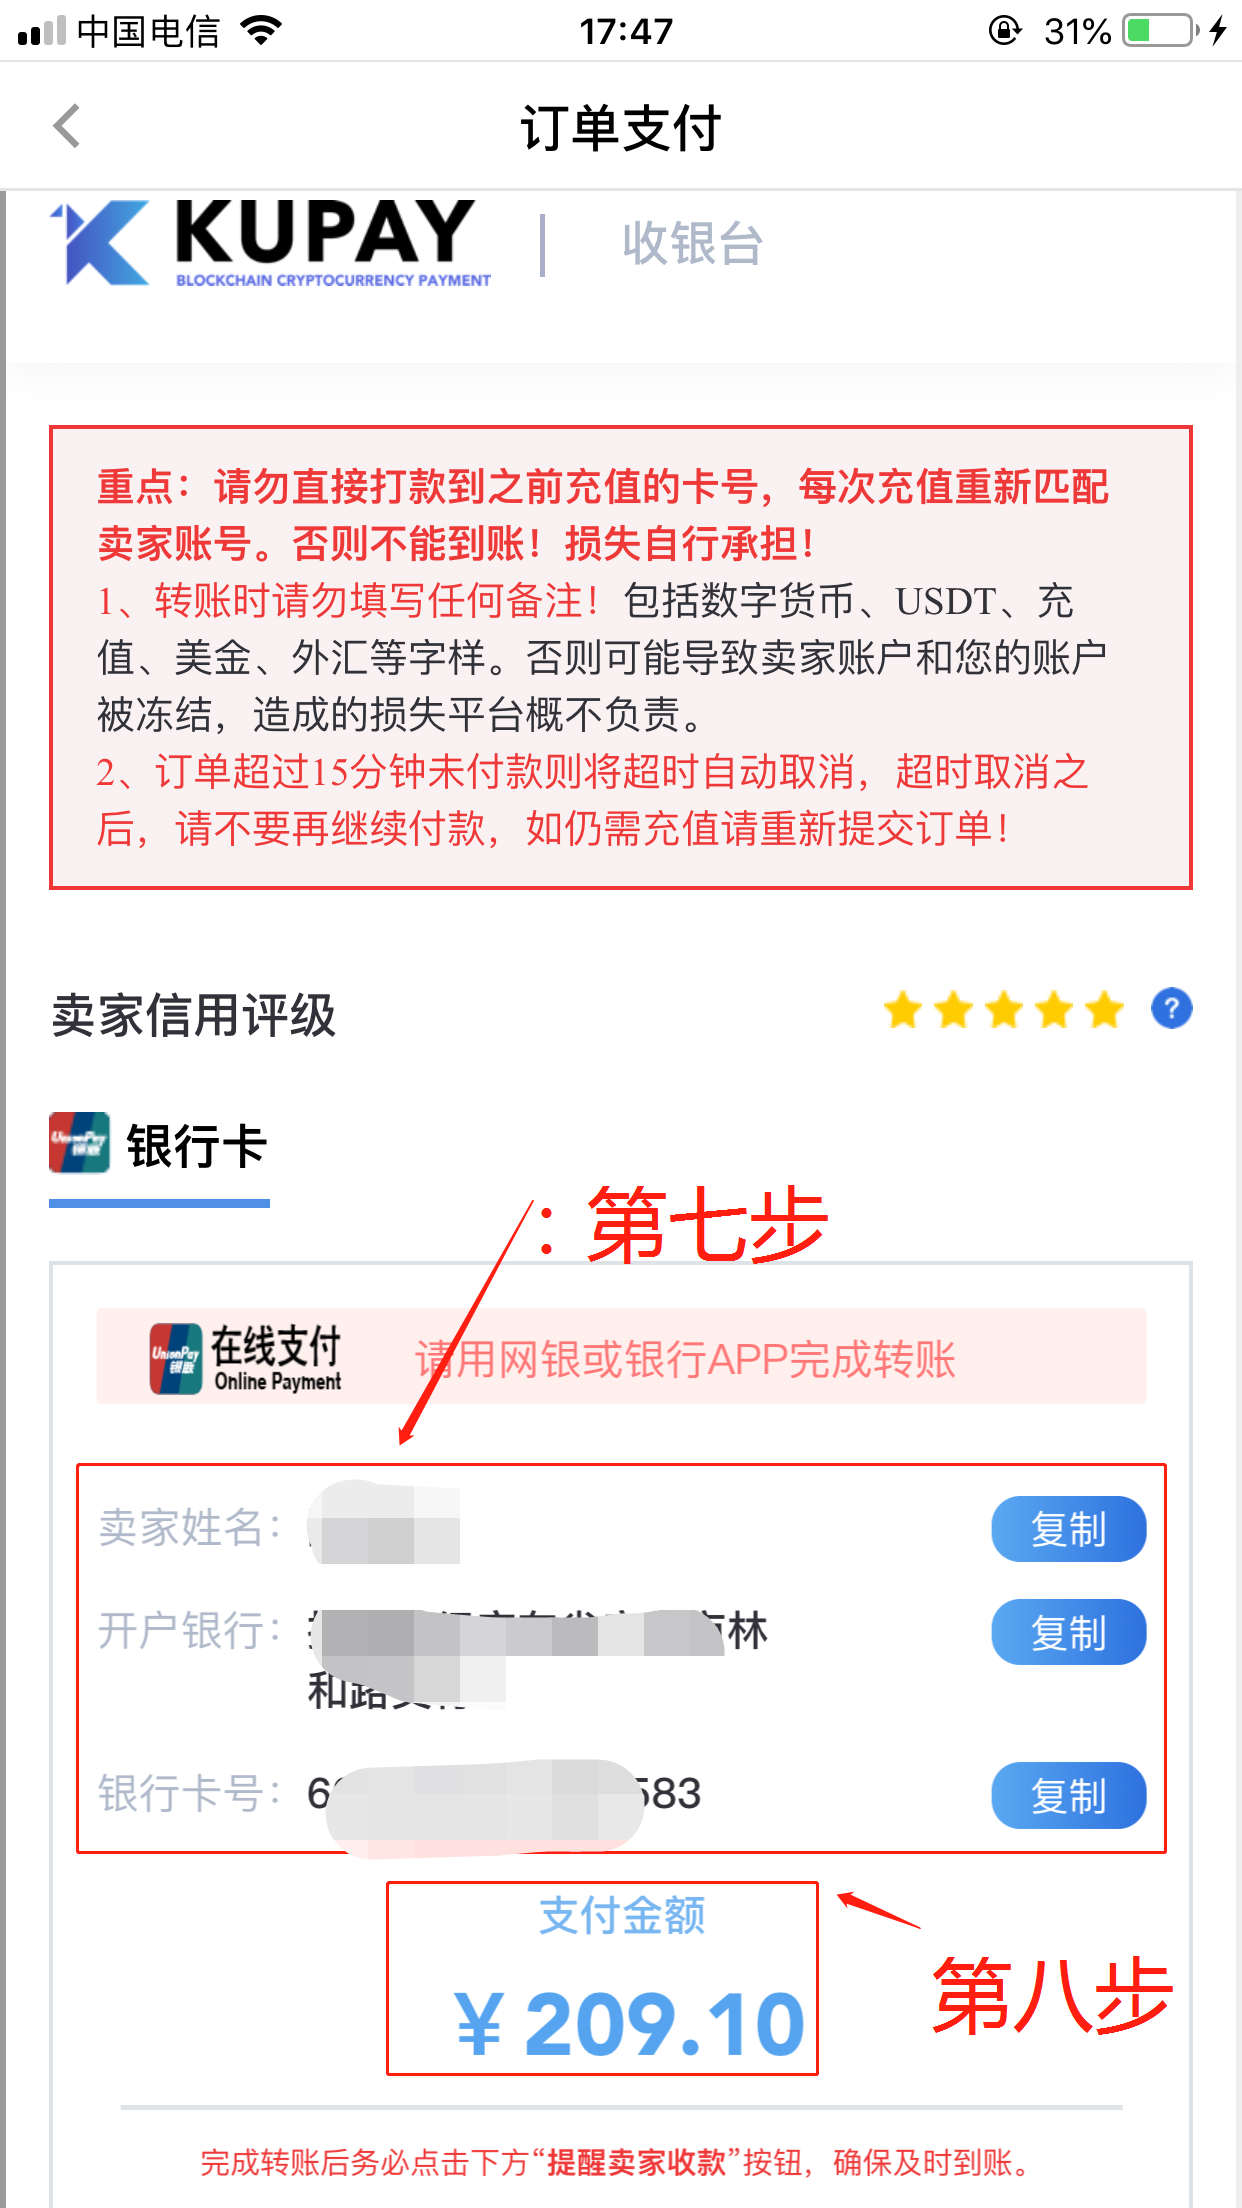 中国电信
17:47
31%
订单支付
KUPAY
BLOCKCHAIN CRYPTOCURRENCY PAYMENT
收银台
重点：请勿直接打款到之前充值的卡号，每次充值重新匹配
卖家账号。否则不能到账！损失自行承担！
1、转账时请勿填写任何备注！包括数字货币、USDT、充
值、美金、外汇等字样。否则可能导致卖家账户和您的账户
被冻结，造成的损失平台概不负责。
2、订单超过15分钟未付款则将超时自动取消，超时取消之
后，请不要再继续付款，如仍需充值请重新提交订单！
卖家信用评级
?
UnionPay
银联
银行卡
：第七步
UnionPay
银联
在线支付
Online Payment
请用网银或银行APP完成转账
卖家姓名：
复制
开户银行：
林
复制
和路
银行卡号：
6
583
复制
支付金额
¥209.10
第八步
完成转账后务必点击下方“提醒卖家收款”按钮，确保及时到账。